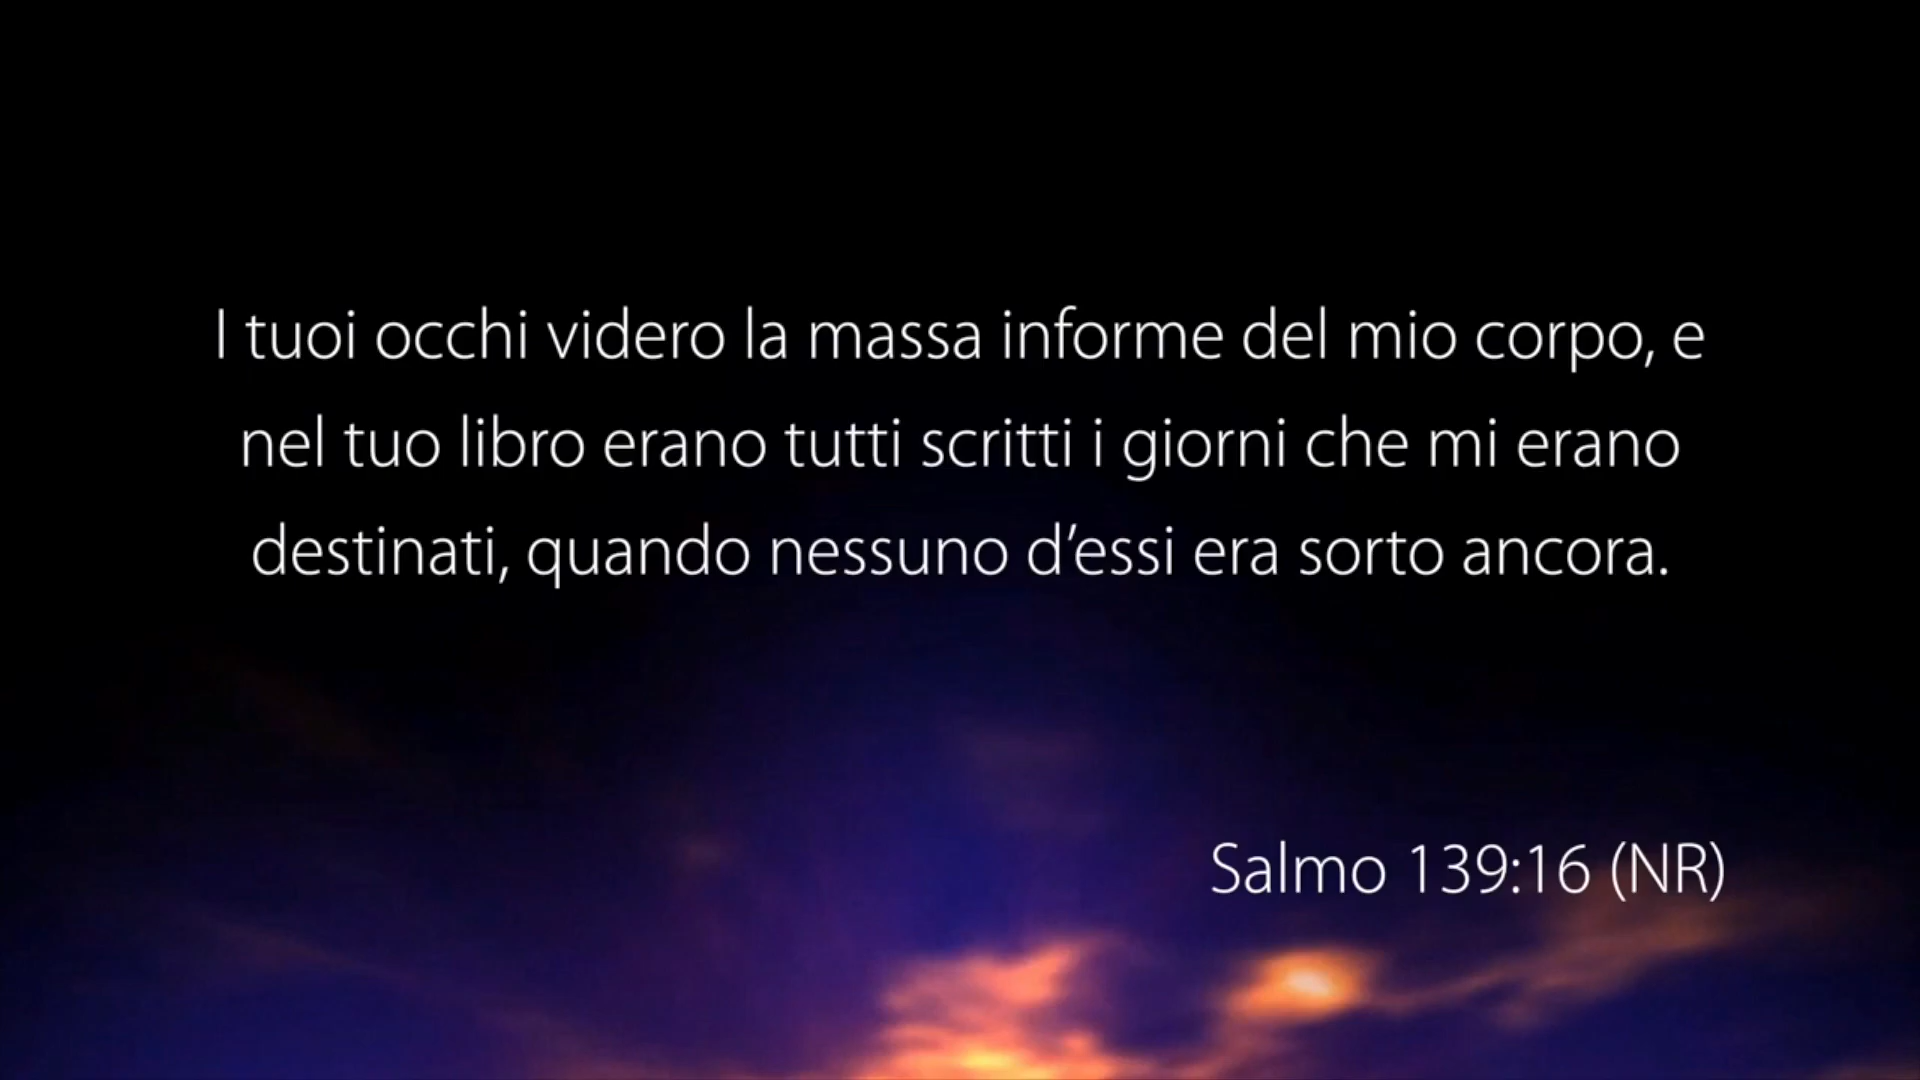 I tuoi occhi videro la massa informe del mio corpo, e
nel tuo libro erano tutti scritti i giorni che mi erano
destinati, quando nessuno d’essi era sorto ancora.
Salmo 139:16 (NR)